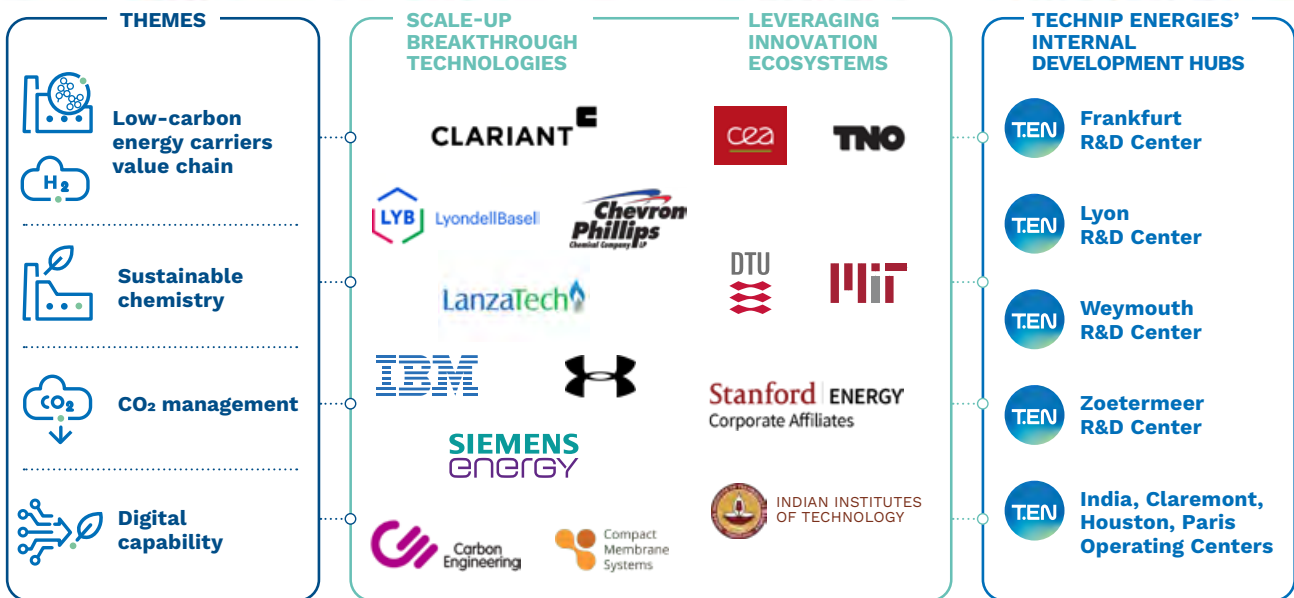 THEMES
Low-carbon
energy carriers
value chain
H₂
Sustainable
chemistry
CO₂
CO₂ management
Digital
capability
SCALE-UP
BREAKTHROUGH
TECHNOLOGIES
CLARIANT
LYB LyondellBasell
Chevron
Phillips
Chemical Company LP
LanzaTech
IBM
SIEMENS
energy
Carbon
Engineering
Compact
Membrane
Systems
LEVERAGING
INNOVATION
ECOSYSTEMS
cea
TNO
DTU
MiT
Stanford ENERGY
Corporate Affiliates
INDIAN INSTITUTES
OF TECHNOLOGY
TECHNIP ENERGIES’
INTERNAL
DEVELOPMENT HUBS
T.EN
Frankfurt
R&D Center
T.EN
Lyon
R&D Center
T.EN
Weymouth
R&D Center
T.EN
Zoetermeer
R&D Center
T.EN
India, Claremont,
Houston, Paris
Operating Centers